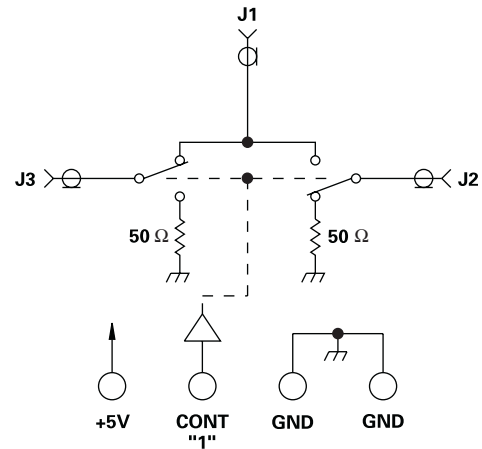 J1
J3
J2
50 Ω
50 Ω
+5V
CONT
"1"
GND
GND